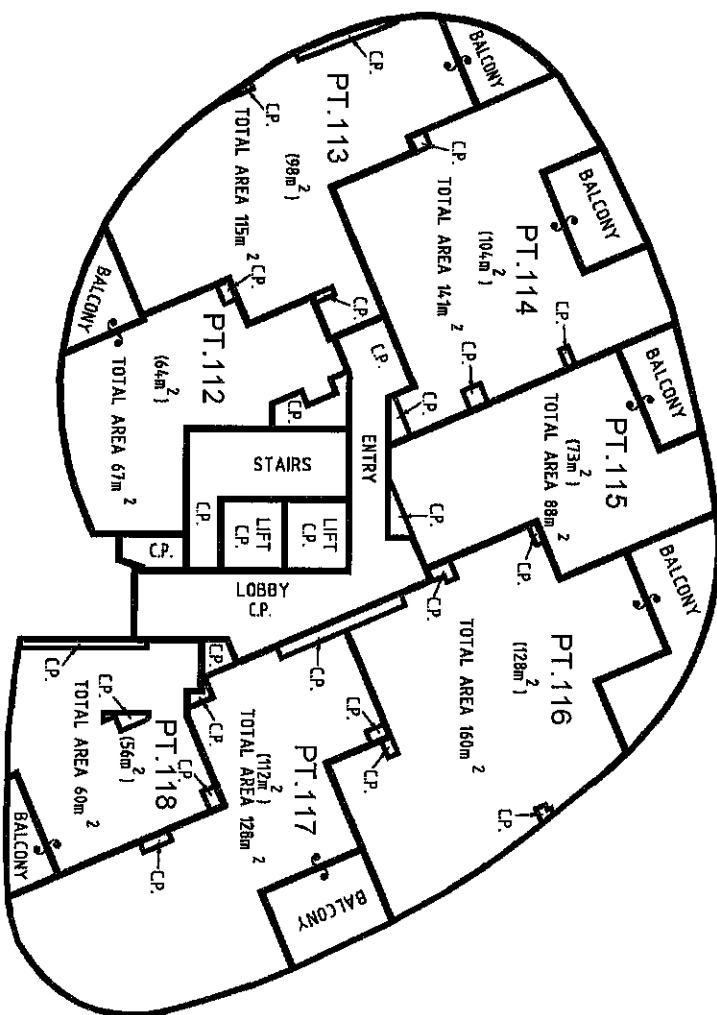 BALCONY
C.P.
C.P.
PT.113
(98m²)
TOTAL AREA 115m²
C.P.
BALCONY
PT.114
(104m²)
TOTAL AREA 141m²
C.P.
C.P.
C.P.
C.P.
C.P.
BALCONY
PT.112
(64m²)
TOTAL AREA 67m²
C.P.
C.P.
BALCONY
PT.115
(73m²)
TOTAL AREA 88m²
ENTRY
STAIRS
C.P.
C.P.
LIFT
C.P.
LIFT
C.P.
C.P.
C.P.
LOBBY
C.P.
C.P.
BALCONY
PT.116
(128m²)
TOTAL AREA 160m²
C.P.
C.P.
C.P.
C.P.
C.P.
C.P.
C.P.
PT.118
(56m²)
TOTAL AREA 60m²
C.P.
C.P.
BALCONY
PT.117
(112m²)
TOTAL AREA 128m²
C.P.
BALCONY